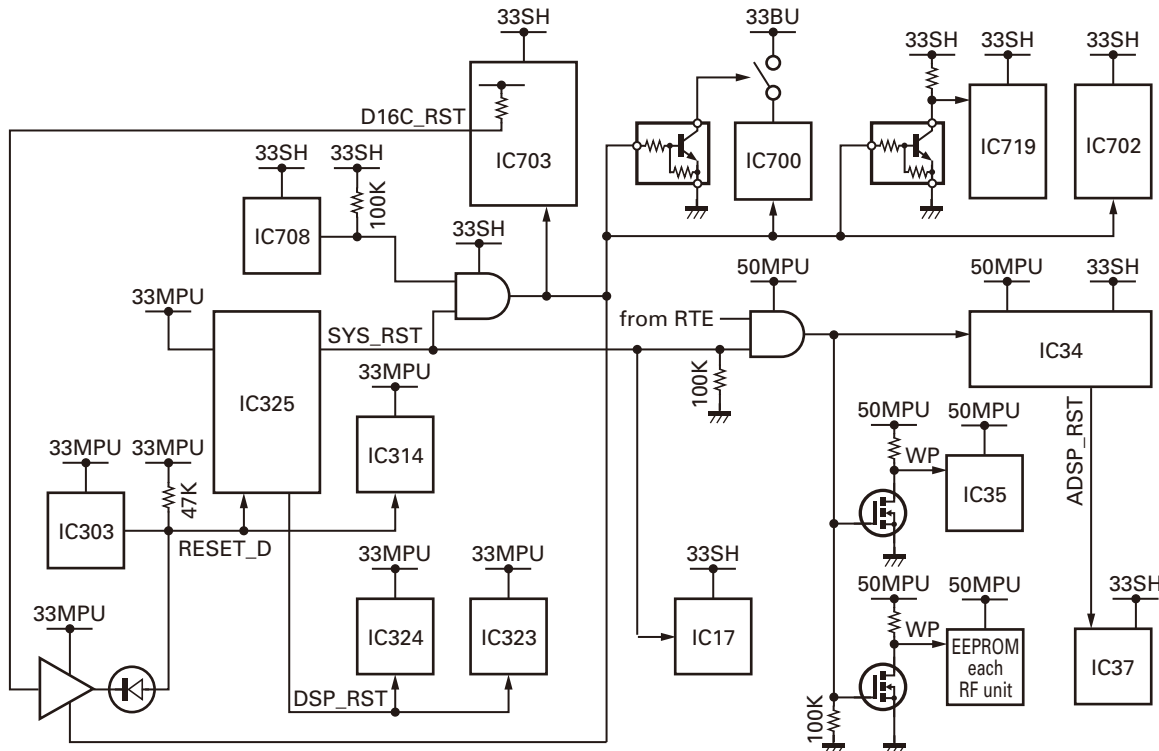 33SH
33BU
33SH
33SH
33SH
D16C_RST
IC703
IC700
IC719
IC702
33SH
33SH
100K
IC708
33SH
50MPU
50MPU
33SH
33MPU
from RTE
SYS_RST
IC34
IC325
33MPU
100K
IC314
50MPU
50MPU
ADSP_RST
33MPU
33MPU
WP
IC35
47K
IC303
RESET_D
33MPU
33MPU
33SH
50MPU
50MPU
33SH
33MPU
IC324
IC323
IC17
WP
EEPROM
each
RF unit
IC37
DSP_RST
100K